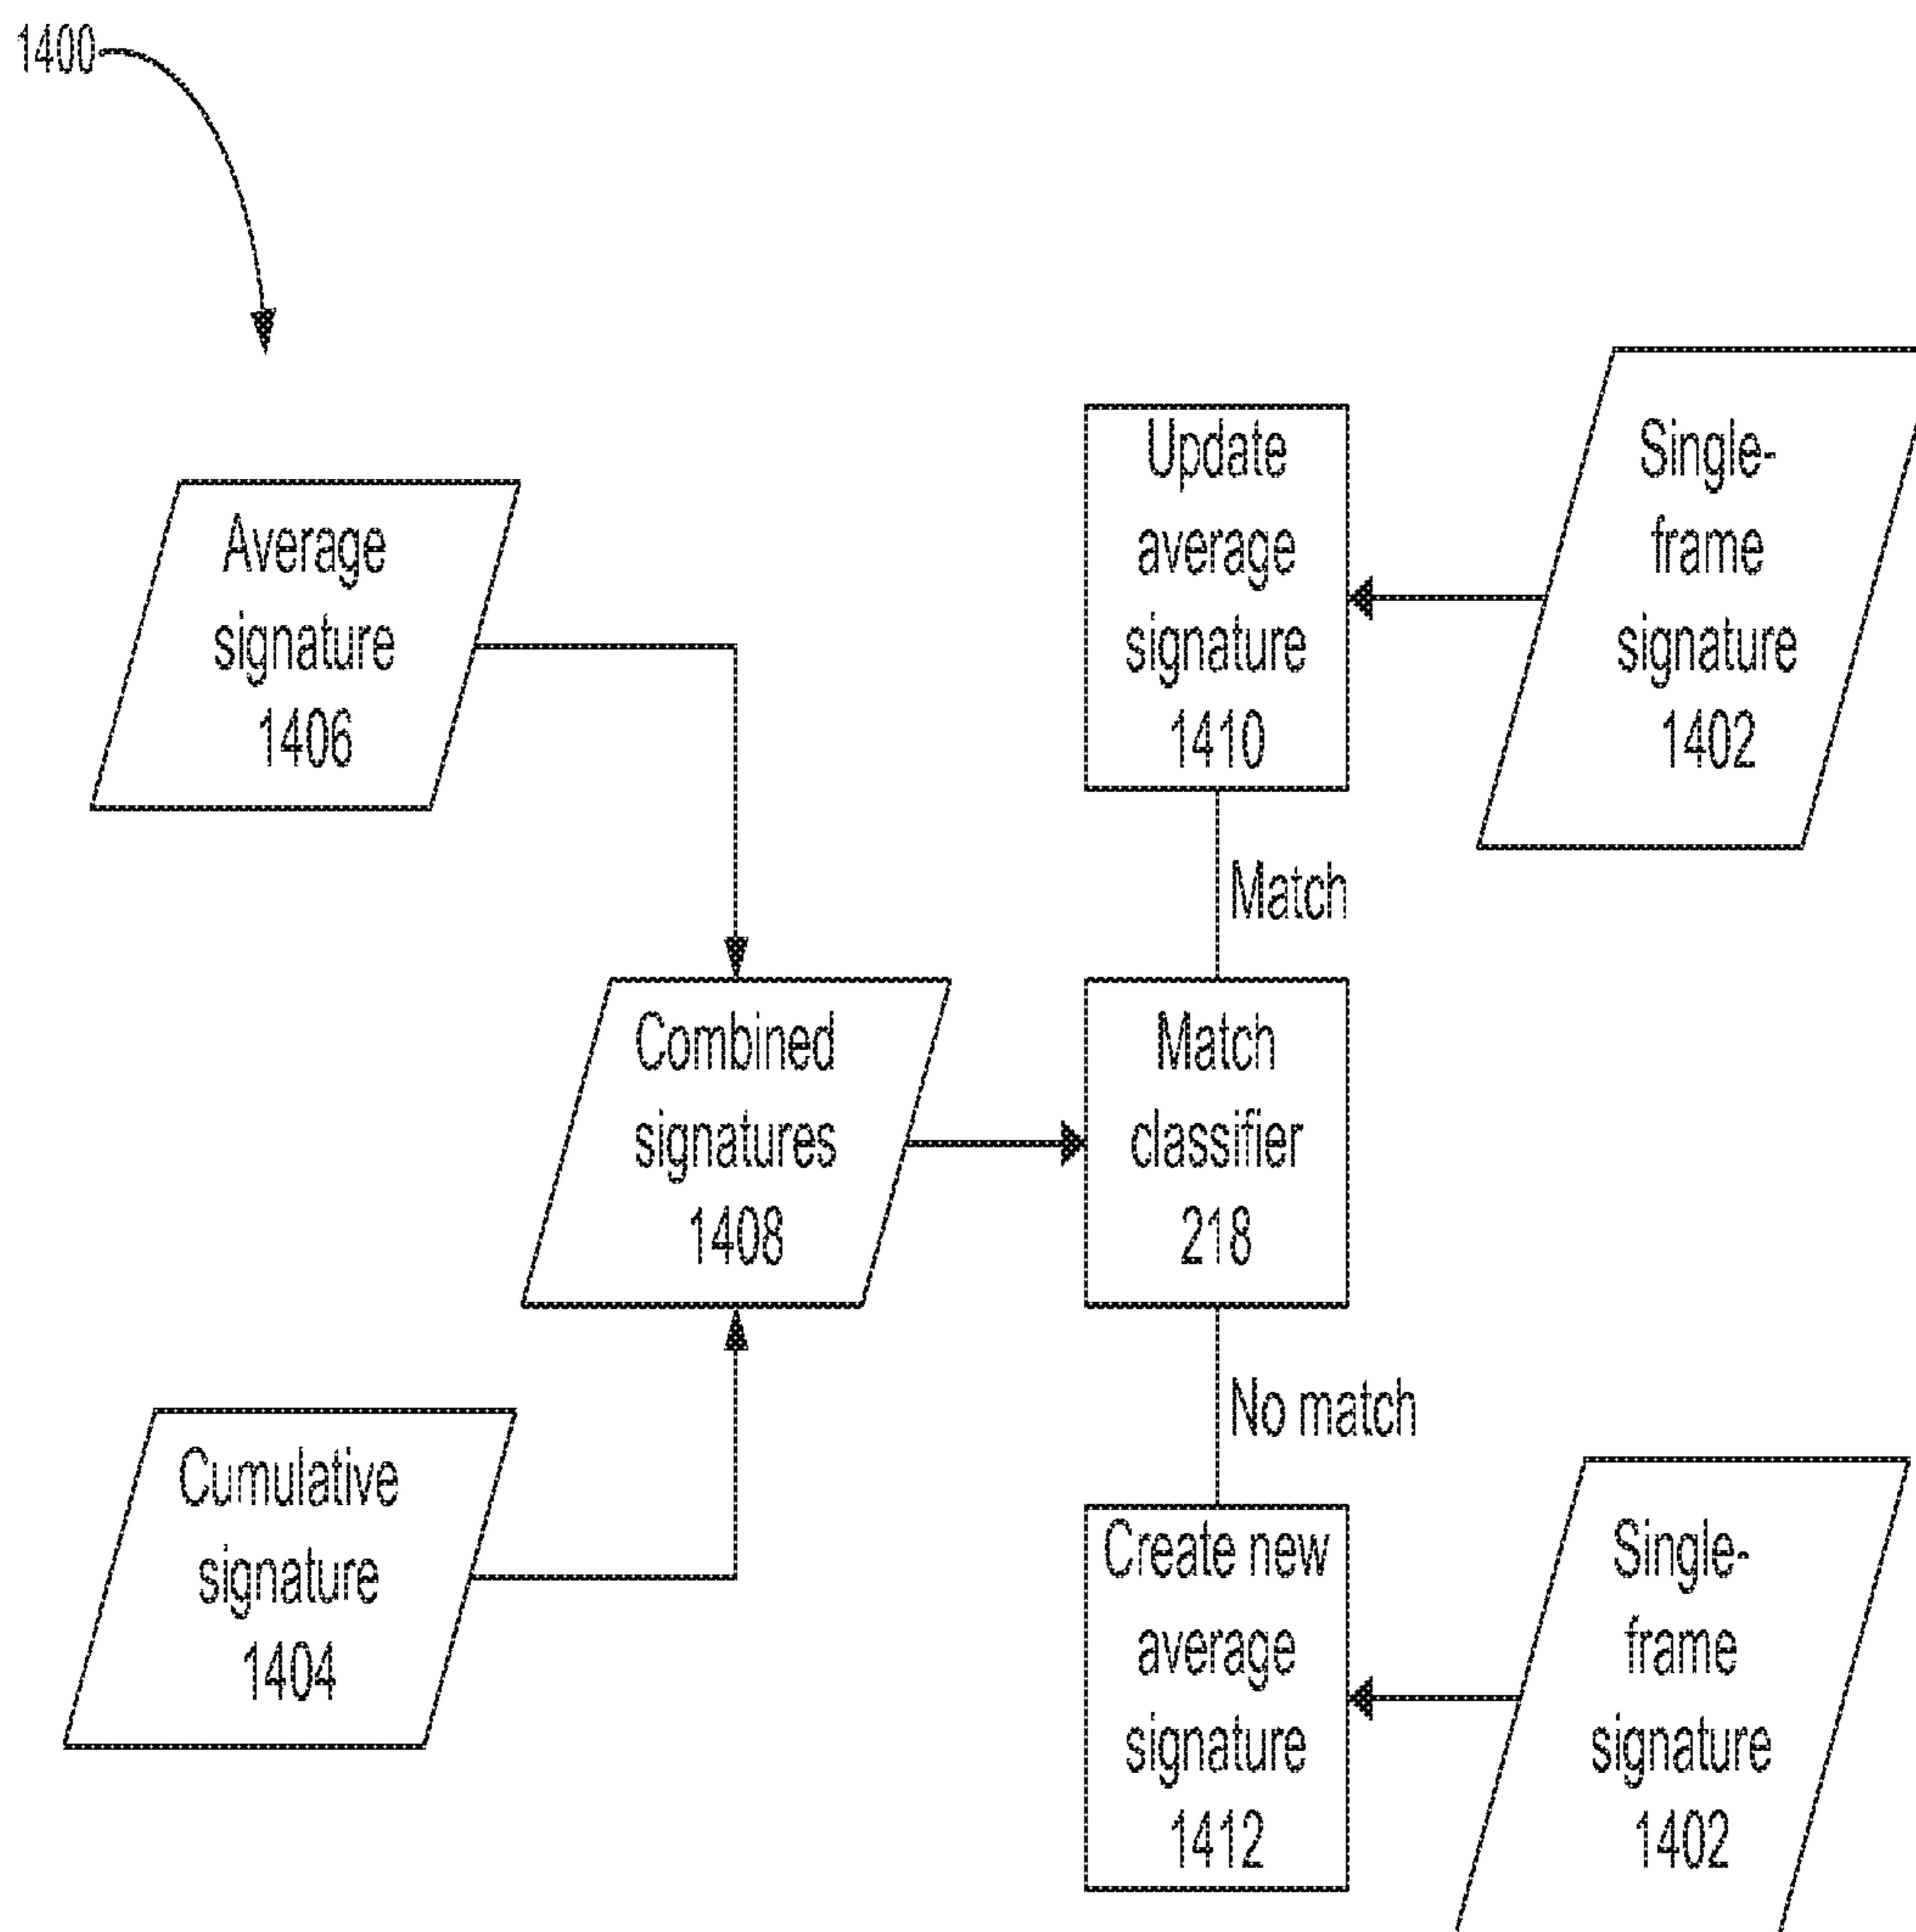 1400
Average
signature
1406
Update
average
signature
1410
Single-
frame
signature
1402
Match
Combined
signatures
1408
Match
classifier
218
No match
Cumulative
signature
1404
Create new
average
signature
1412
Single-
frame
signature
1402